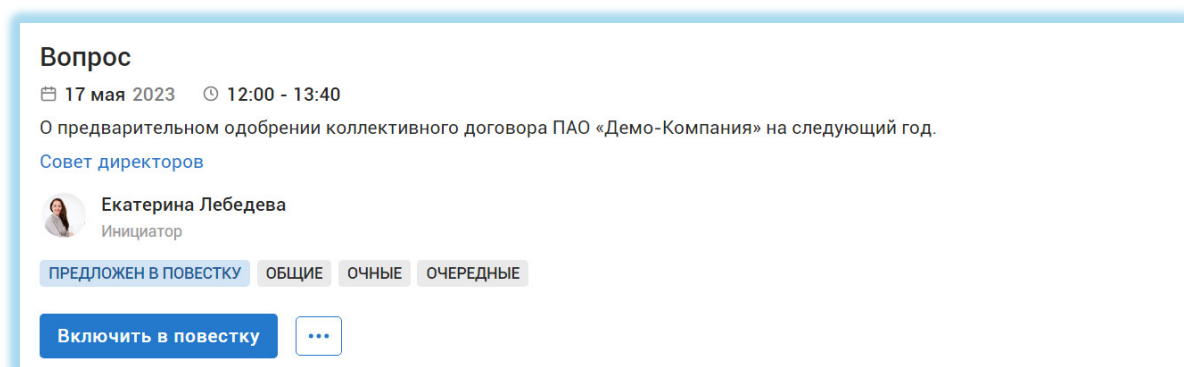 Вопрос
17 мая 2023 12:00 - 13:40
О предварительном одобрении коллективного договора ПАО «Демо-Компания» на следующий год.
Совет директоров
Екатерина Лебедева
Инициатор
ПРЕДЛОЖЕН В ПОВЕСТКУ ОБЩИЕ ОЧНЫЕ ОЧЕРЕДНЫЕ
Включить в повестку ...